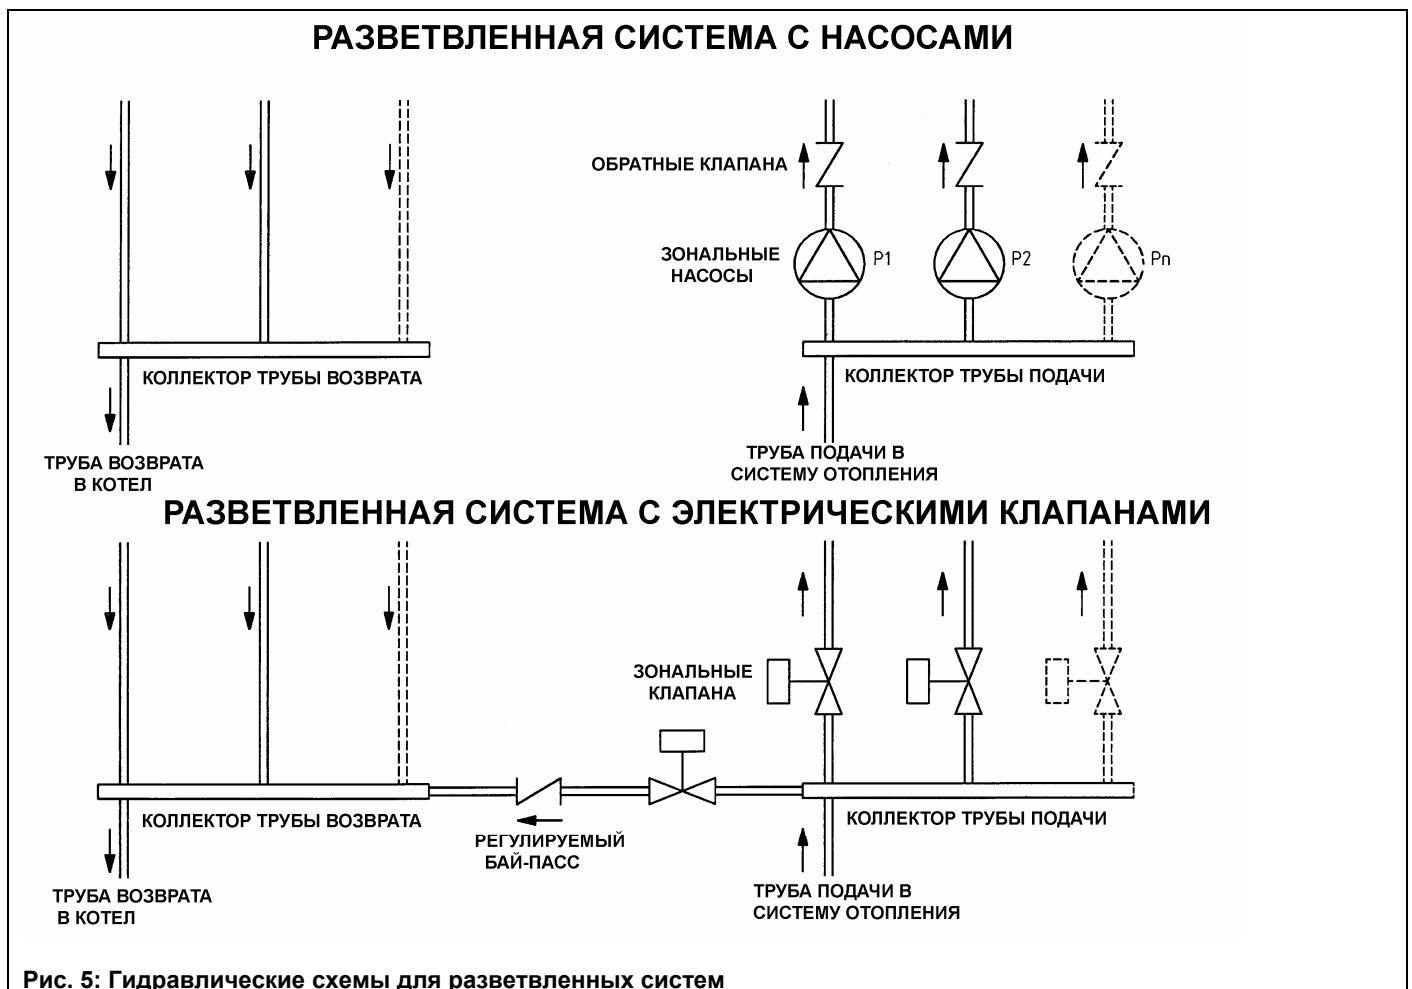 РАЗВЕТВЛЕННАЯ СИСТЕМА С НАСОСАМИ
ОБРАТНЫЕ КЛАПАНА
ЗОНАЛЬНЫЕ
НАСОСЫ
P1
P2
Pn
КОЛЛЕКТОР ТРУБЫ ВОЗВРАТА
КОЛЛЕКТОР ТРУБЫ ПОДАЧИ
ТРУБА ВОЗВРАТА
В КОТЕЛ
ТРУБА ПОДАЧИ В
СИСТЕМУ ОТОПЛЕНИЯ
РАЗВЕТВЛЕННАЯ СИСТЕМА С ЭЛЕКТРИЧЕСКИМИ КЛАПАНАМИ
ЗОНАЛЬНЫЕ
КЛАПАНА
КОЛЛЕКТОР ТРУБЫ ВОЗВРАТА
КОЛЛЕКТОР ТРУБЫ ПОДАЧИ
РЕГУЛИРУЕМЫЙ
БАЙ-ПАСС
ТРУБА ВОЗВРАТА
В КОТЕЛ
ТРУБА ПОДАЧИ В
СИСТЕМУ ОТОПЛЕНИЯ
Рис. 5: Гидравлические схемы для разветвленных систем